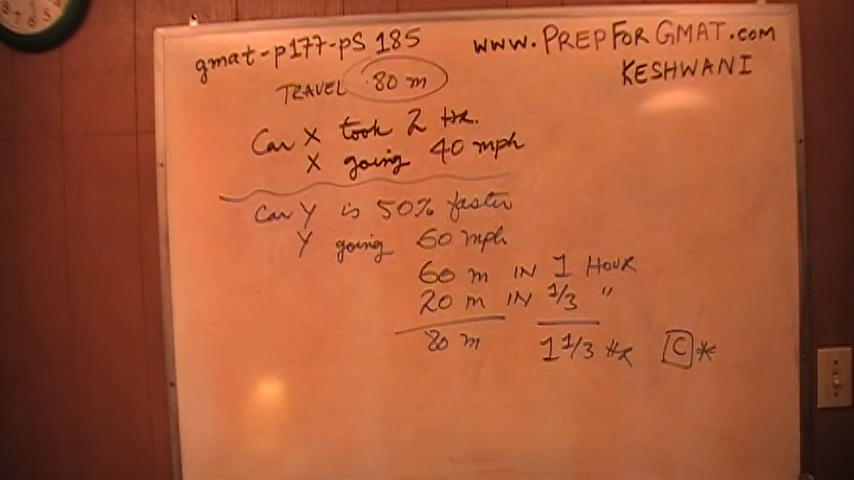 gmat-p177-pS 185
www.PREPFORGMAT.com
KESHWANI
TRAVEL 80 m
Car X took 2 HR.
X going 40 mph
Car Y is 50% faster
Y going 60 mph
60 m IN 1 HOUR
20 m IN 1/3 "
80 m 1 1/3 HR C *